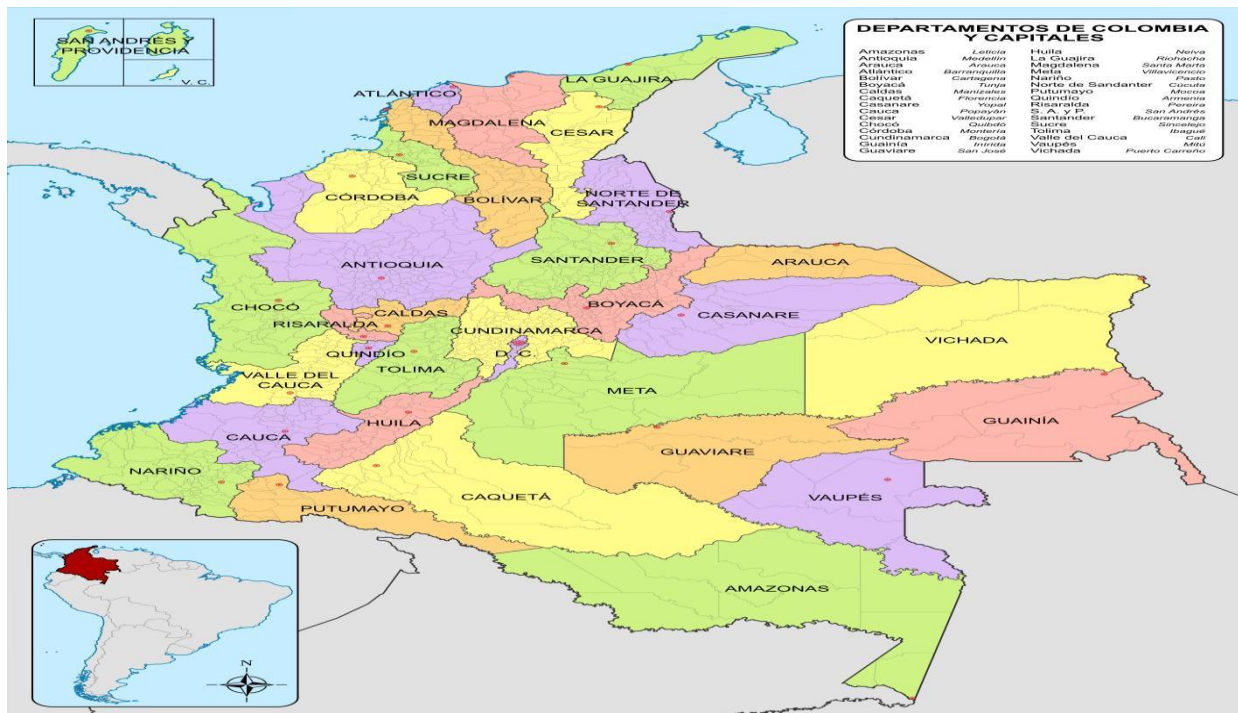 SAN ANDRÉS Y
PROVIDENCIA
V. C.
DEPARTAMENTOS DE COLOMBIA
Y CAPITALES
Amazonas Leticia
Antioquia Medellín
Arauca Arauca
Atlántico Barranquilla
Bolívar Cartagena
Boyacá Tunja
Caldas Manizales
Caquetá Florencia
Casanare Yopal
Cauca Popayán
Cesar Valledupar
Chocó Quibdó
Córdoba Montería
Cundinamarca Bogotá
Guainía Inírida
Guaviare San José
Huila Neiva
La Guajira Riohacha
Magdalena Santa Marta
Meta Villavicencio
Nariño Pasto
Norte de Sandanter Cúcuta
Putumayo Mocoa
Quindío Armenia
Risaralda Pereira
S. A. y P. San Andrés
Santander Bucaramanga
Sucre Sincelejo
Tolima Ibagué
Valle del Cauca Cali
Vaupés Mitú
Vichada Puerto Carreño
LA GUAJIRA
ATLÁNTICO
MAGDALENA
CESAR
SUCRE
CÓRDOBA
BOLÍVAR
NORTE DE
SANTANDER
ANTIOQUIA
SANTANDER
ARAUCA
CHOCÓ
BOYACÁ
CALDAS
CASANARE
RISARALDA
CUNDINAMARCA
VICHADA
QUINDÍO
D. C.
TOLIMA
VALLE DEL
CAUCA
META
HUILA
GUAINÍA
CAUCA
GUAVIARE
NARIÑO
CAQUETÁ
VAUPÉS
PUTUMAYO
AMAZONAS
N